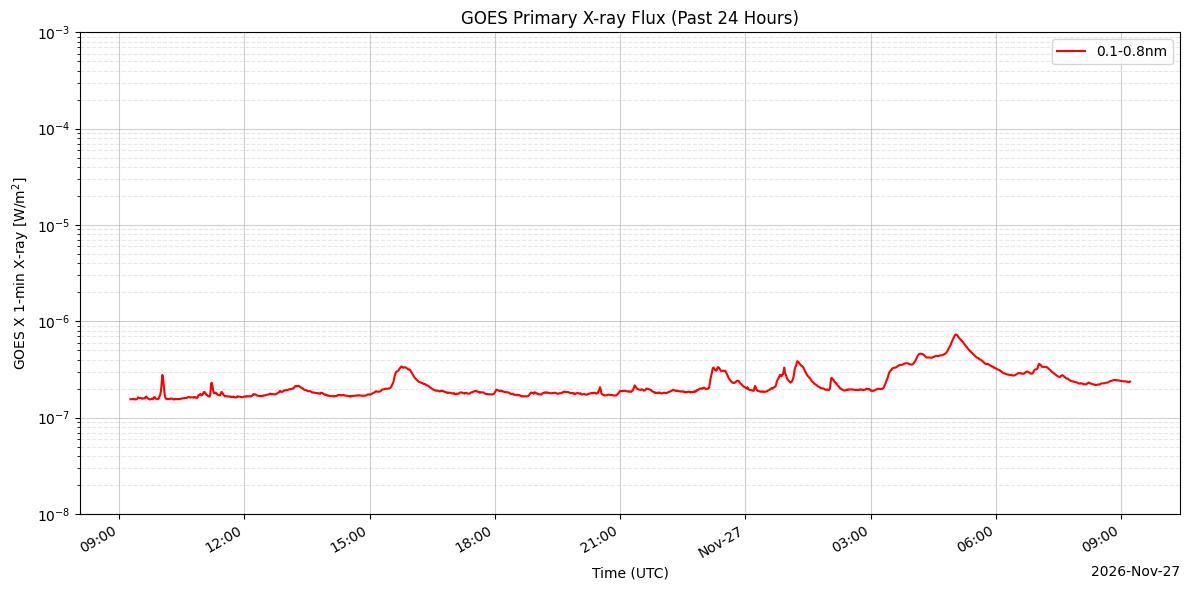 GOES Primary X-ray Flux (Past 24 Hours)
0.1-0.8nm
GOES X 1-min X-ray [W/m²]
10⁻³
10⁻⁴
10⁻⁵
10⁻⁶
10⁻⁷
10⁻⁸
09:00
12:00
15:00
18:00
21:00
Nov-27
03:00
06:00
09:00
Time (UTC)
2026-Nov-27